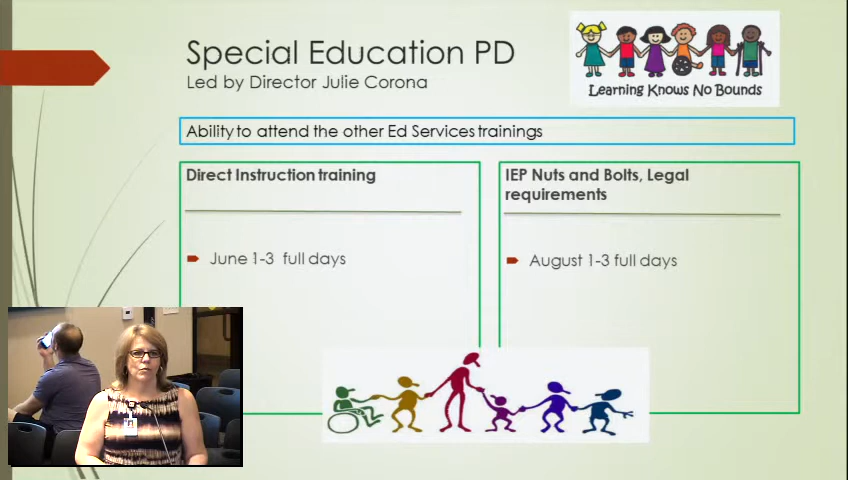 Special Education PD
Led by Director Julie Corona
Learning Knows No Bounds
Ability to attend the other Ed Services trainings
Direct Instruction training
June 1-3 full days
IEP Nuts and Bolts, Legal
requirements
August 1-3 full days